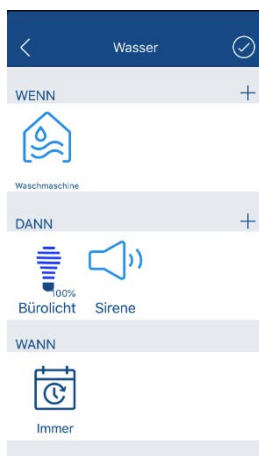 Wasser
WENN
Waschmaschine
DANN
100%
Bürolicht Sirene
WANN
Immer